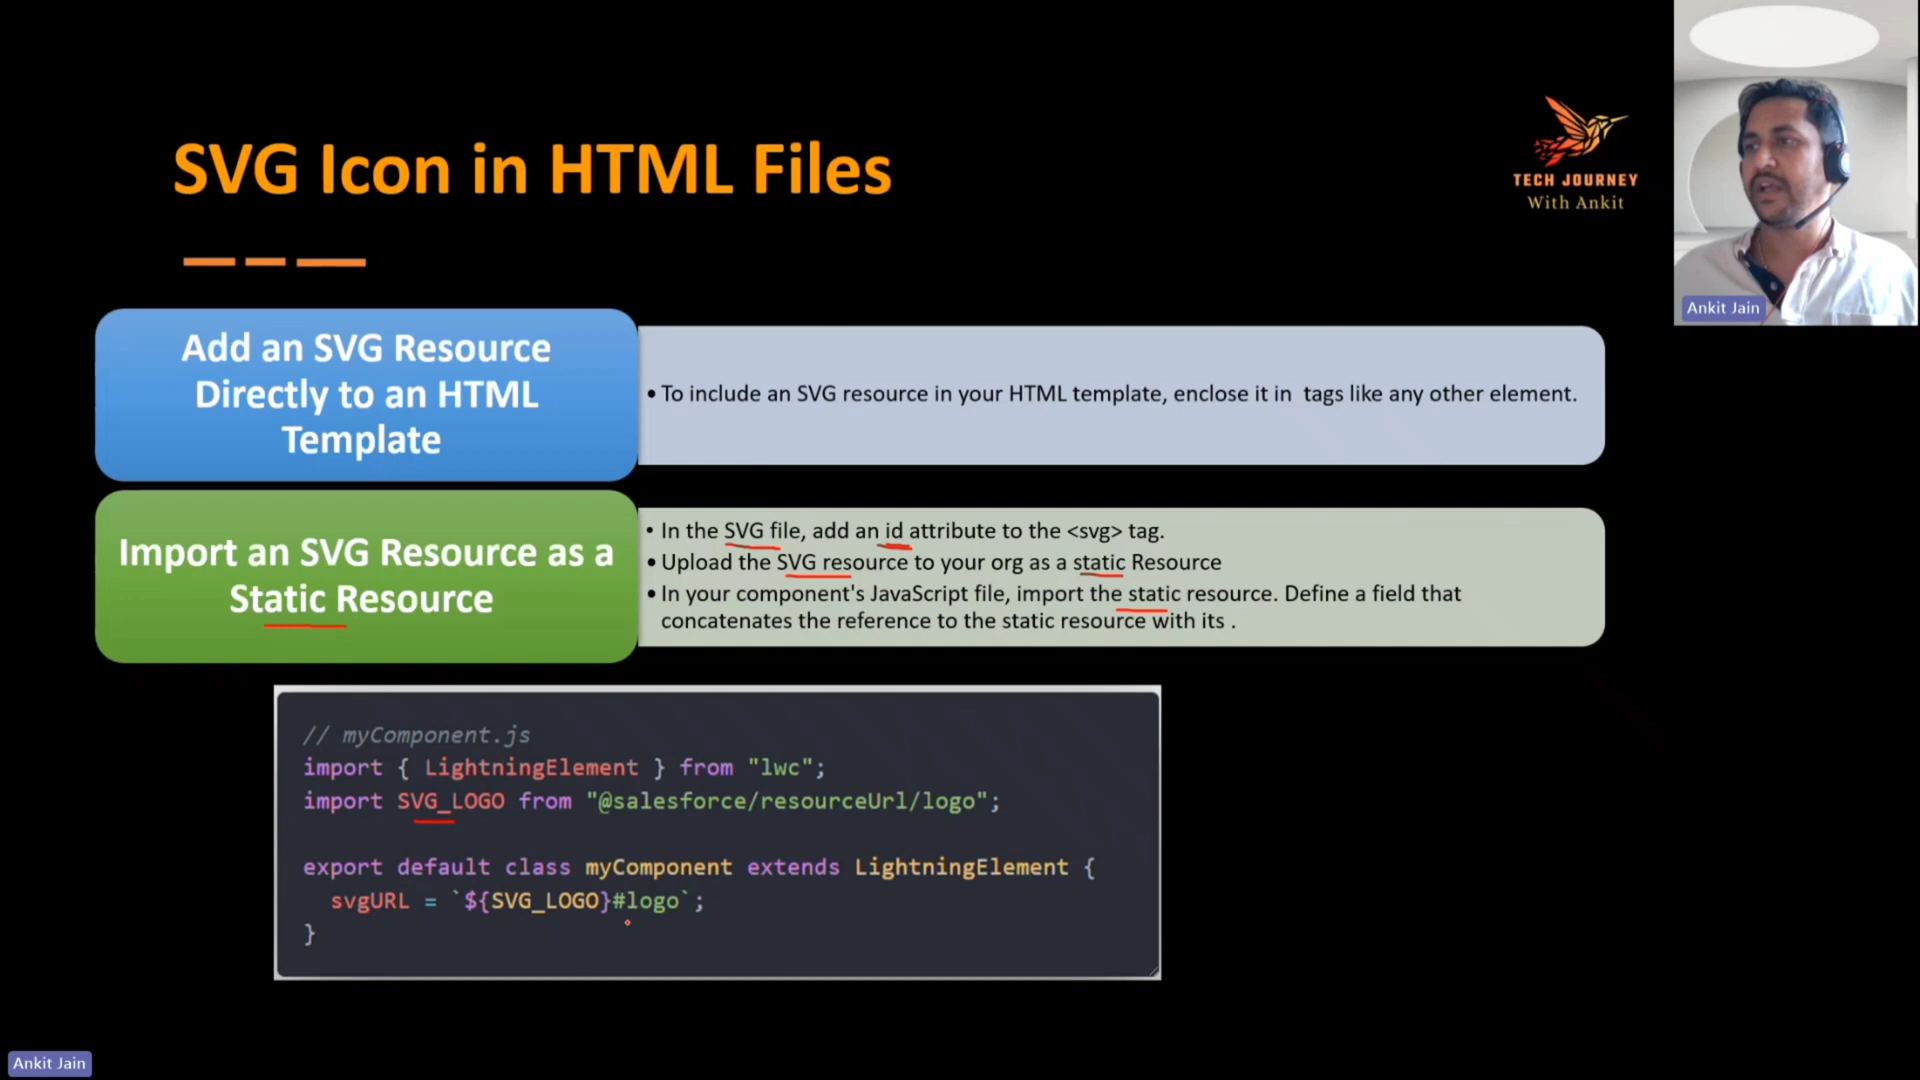 SVG Icon in HTML Files
TECH JOURNEY
With Ankit
Ankit Jain
Add an SVG Resource
Directly to an HTML
Template
• To include an SVG resource in your HTML template, enclose it in  tags like any other element.
Import an SVG Resource as a
Static Resource
• In the SVG file, add an id attribute to the <svg> tag.
• Upload the SVG resource to your org as a static Resource
• In your component's JavaScript file, import the static resource. Define a field that
concatenates the reference to the static resource with its .
// myComponent.js
import { LightningElement } from "lwc";
import SVG_LOGO from "@salesforce/resourceUrl/logo";
export default class myComponent extends LightningElement {
svgURL = `${SVG_LOGO}#logo`;
}
Ankit Jain